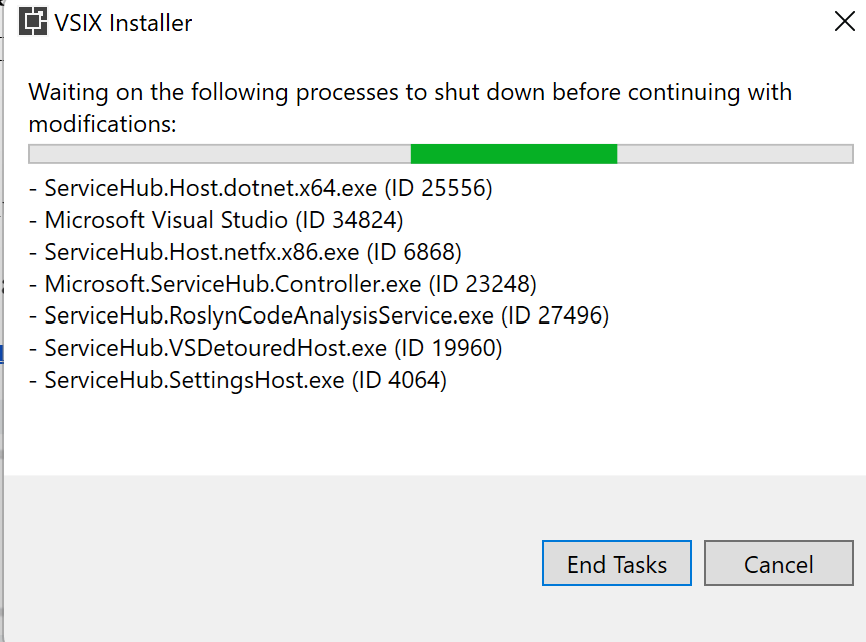 VSIX Installer
Waiting on the following processes to shut down before continuing with
modifications:
- ServiceHub.Host.dotnet.x64.exe (ID 25556)
- Microsoft Visual Studio (ID 34824)
- ServiceHub.Host.netfx.x86.exe (ID 6868)
- Microsoft.ServiceHub.Controller.exe (ID 23248)
- ServiceHub.RoslynCodeAnalysisService.exe (ID 27496)
- ServiceHub.VSDetouredHost.exe (ID 19960)
- ServiceHub.SettingsHost.exe (ID 4064)
End Tasks Cancel